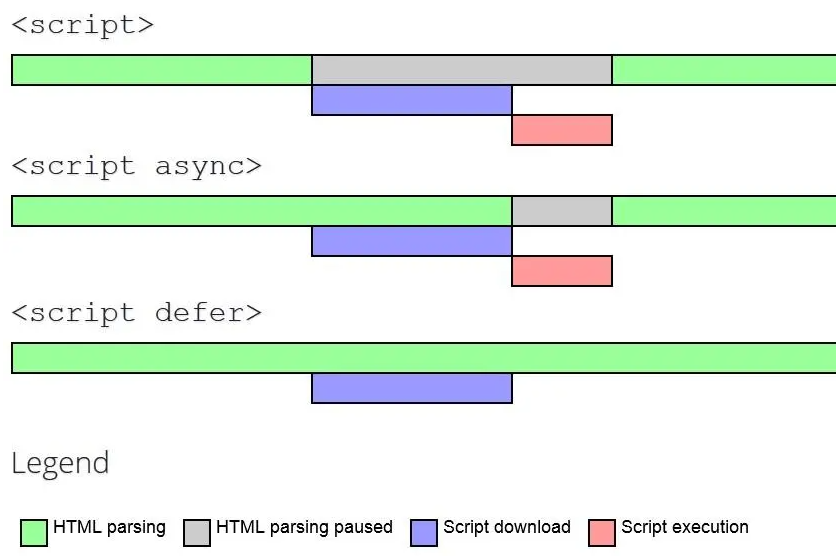 <script>
<script async>
<script defer>
Legend
HTML parsing
HTML parsing paused
Script download
Script execution